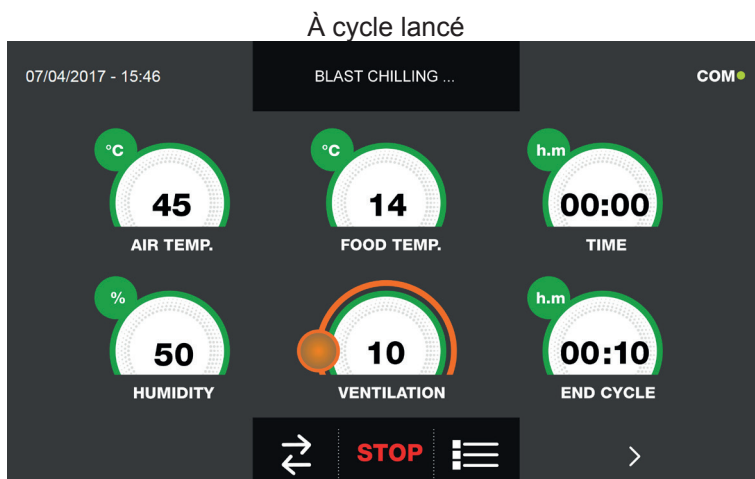 À cycle lancé
07/04/2017 - 15:46
BLAST CHILLING ...
COM
°C
45
AIR TEMP.
°C
14
FOOD TEMP.
h.m
00:00
TIME
%
50
HUMIDITY
10
VENTILATION
h.m
00:10
END CYCLE
STOP